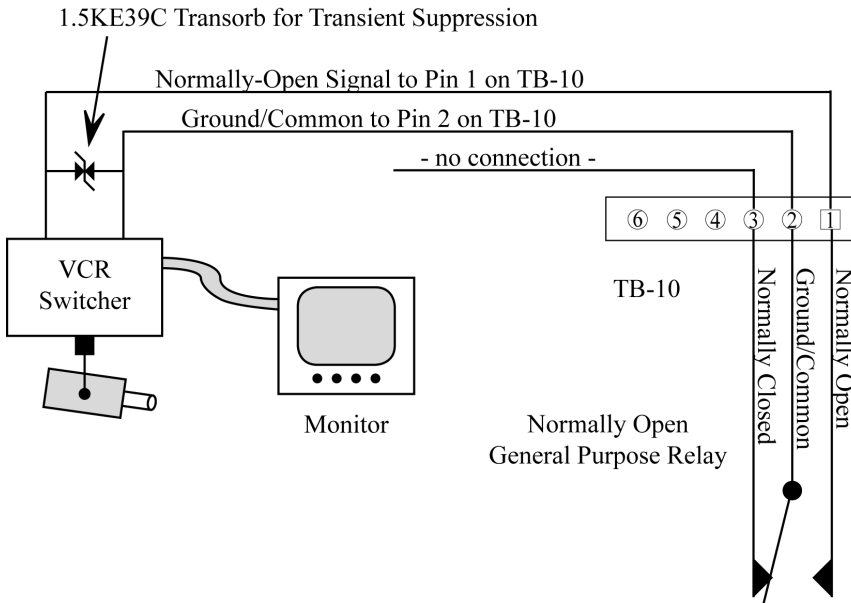 1.5KE39C Transorb for Transient Suppression
Normally-Open Signal to Pin 1 on TB-10
Ground/Common to Pin 2 on TB-10
- no connection -
6 5 4 3 2 1
VCR
Switcher
TB-10
Normally Closed
Ground/Common
Normally Open
Monitor
Normally Open
General Purpose Relay